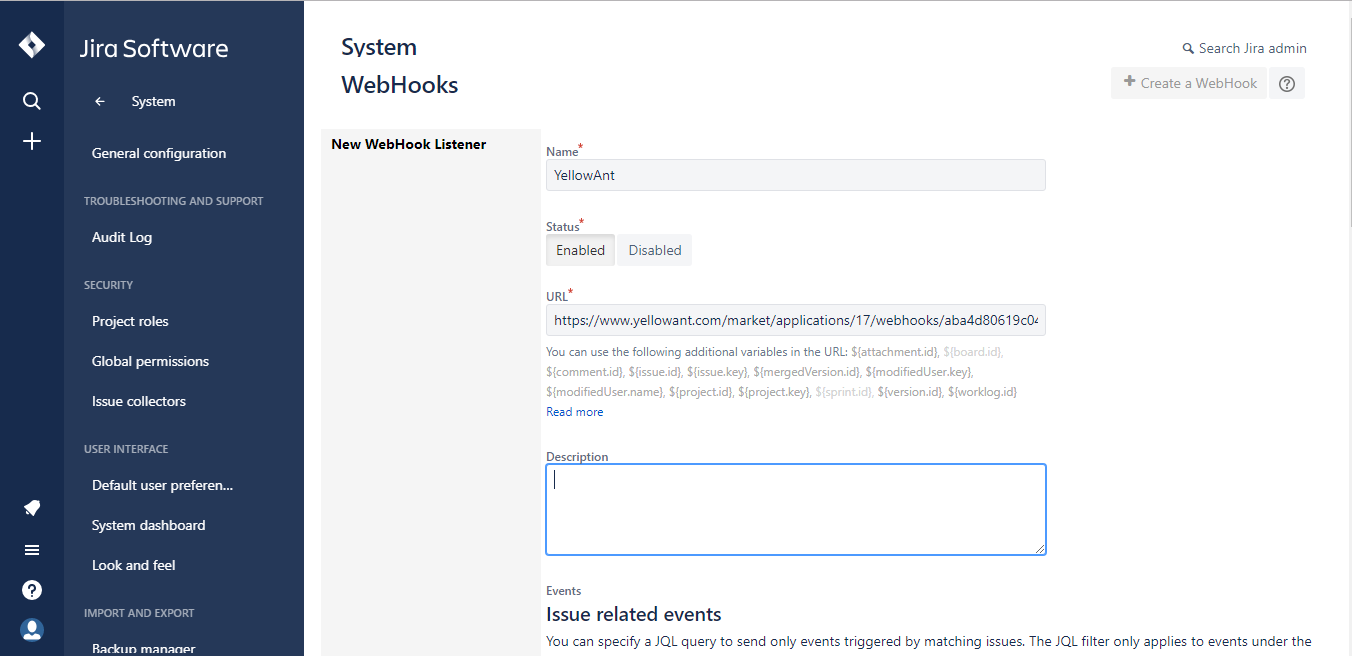 Jira Software
System
General configuration
TROUBLESHOOTING AND SUPPORT
Audit Log
SECURITY
Project roles
Global permissions
Issue collectors
USER INTERFACE
Default user preferen...
System dashboard
Look and feel
IMPORT AND EXPORT
Backup manager
System
Search Jira admin
WebHooks
Create a WebHook
New WebHook Listener
Name*
YellowAnt
Status*
Enabled Disabled
URL*
https://www.yellowant.com/market/applications/17/webhooks/aba4d80619c04
You can use the following additional variables in the URL: ${attachment.id}, ${board.id},
${comment.id}, ${issue.id}, ${issue.key}, ${mergedVersion.id}, ${modifiedUser.key},
${modifiedUser.name}, ${project.id}, ${project.key}, ${sprint.id}, ${version.id}, ${worklog.id}
Read more
Description
Events
Issue related events
You can specify a JQL query to send only events triggered by matching issues. The JQL filter only applies to events under the